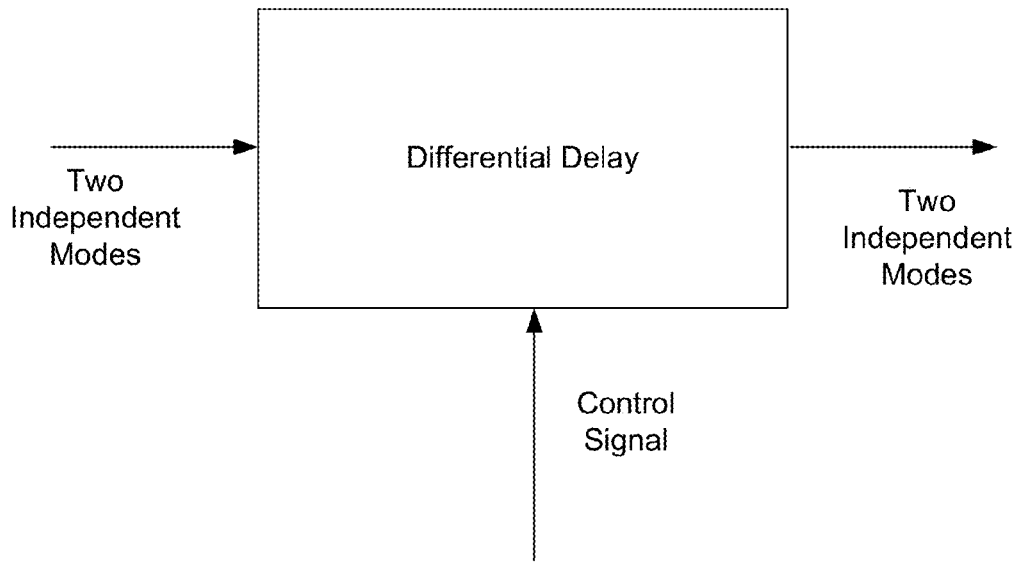 Differential Delay
Two
Independent
Modes
Two
Independent
Modes
Control
Signal